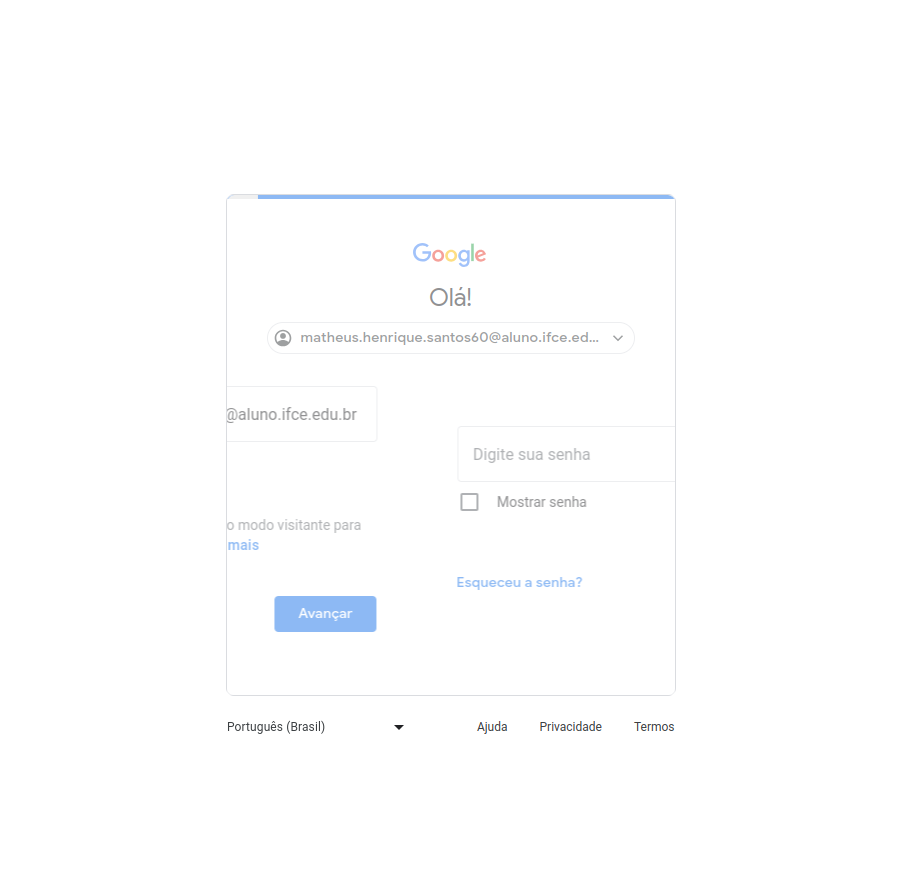 Google
Olá!
matheus.henrique.santos60@aluno.ifce.ed...
@aluno.ifce.edu.br
Digite sua senha
Mostrar senha
o modo visitante para
mais
Esqueceu a senha?
Avançar
Português (Brasil)
Ajuda
Privacidade
Termos